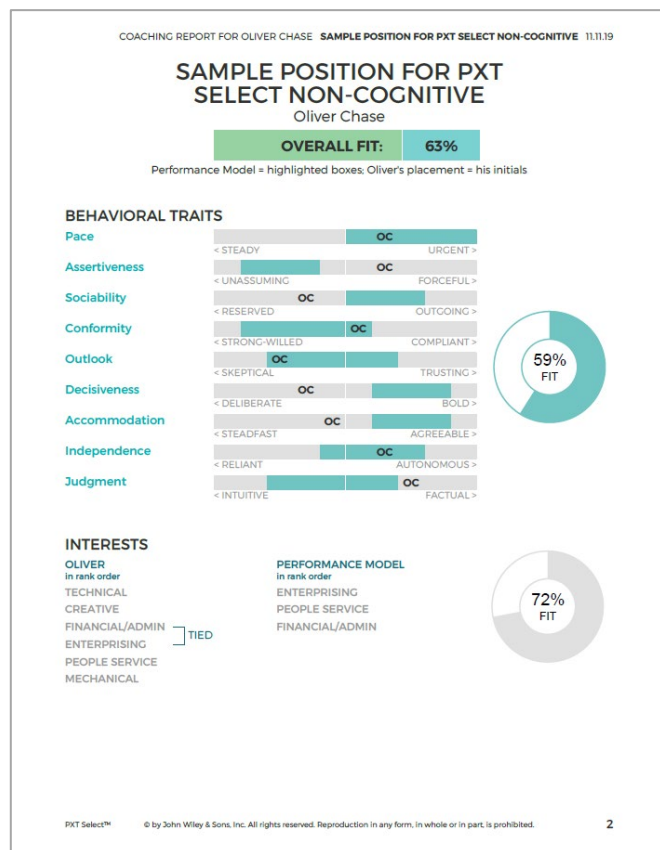 COACHING REPORT FOR OLIVER CHASE SAMPLE POSITION FOR PXT SELECT NON-COGNITIVE 11.11.19
SAMPLE POSITION FOR PXT
SELECT NON-COGNITIVE
Oliver Chase
OVERALL FIT: 63%
Performance Model = highlighted boxes; Oliver's placement = his initials
BEHAVIORAL TRAITS
Pace OC
< STEADY URGENT >
Assertiveness OC
< UNASSUMING FORCEFUL >
Sociability OC
< RESERVED OUTGOING >
Conformity OC
< STRONG-WILLED COMPLIANT >
Outlook OC
< SKEPTICAL TRUSTING >
Decisiveness OC
< DELIBERATE BOLD >
Accommodation OC
< STEADFAST AGREEABLE >
Independence OC
< RELIANT AUTONOMOUS >
Judgment OC
< INTUITIVE FACTUAL >
59%
FIT
INTERESTS
OLIVER
in rank order
TECHNICAL
CREATIVE
FINANCIAL/ADMIN
ENTERPRISING
TIED
PEOPLE SERVICE
MECHANICAL
PERFORMANCE MODEL
in rank order
ENTERPRISING
PEOPLE SERVICE
FINANCIAL/ADMIN
72%
FIT
PXT Select™ © by John Wiley & Sons, Inc. All rights reserved. Reproduction in any form, in whole or in part, is prohibited. 2